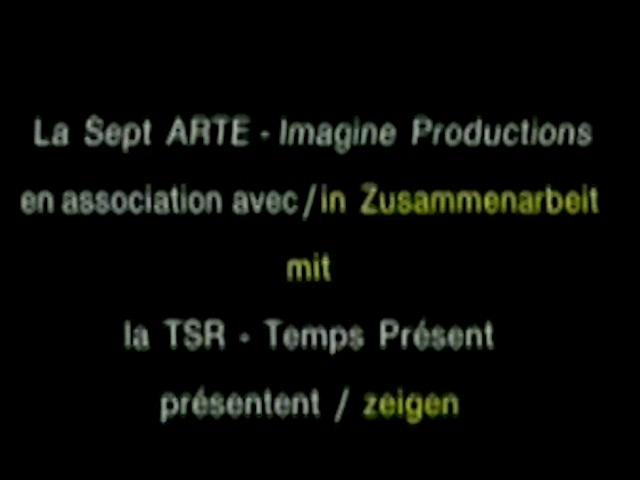 La Sept ARTE - Imagine Productions
en association avec / in Zusammenarbeit
mit
la TSR - Temps Présent
présentent / zeigen